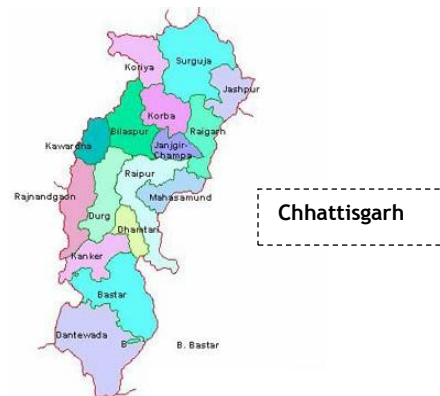 Koriya
Surguja
Jashpur
Korba
Bilaspur
Raigarh
Kawardha
Janjgir-
Champa
Raipur
Rajnandgaon
Mahasamund
Durg
Dhamtari
Chhattisgarh
Kanker
Bastar
Dantewada
B
B. Bastar